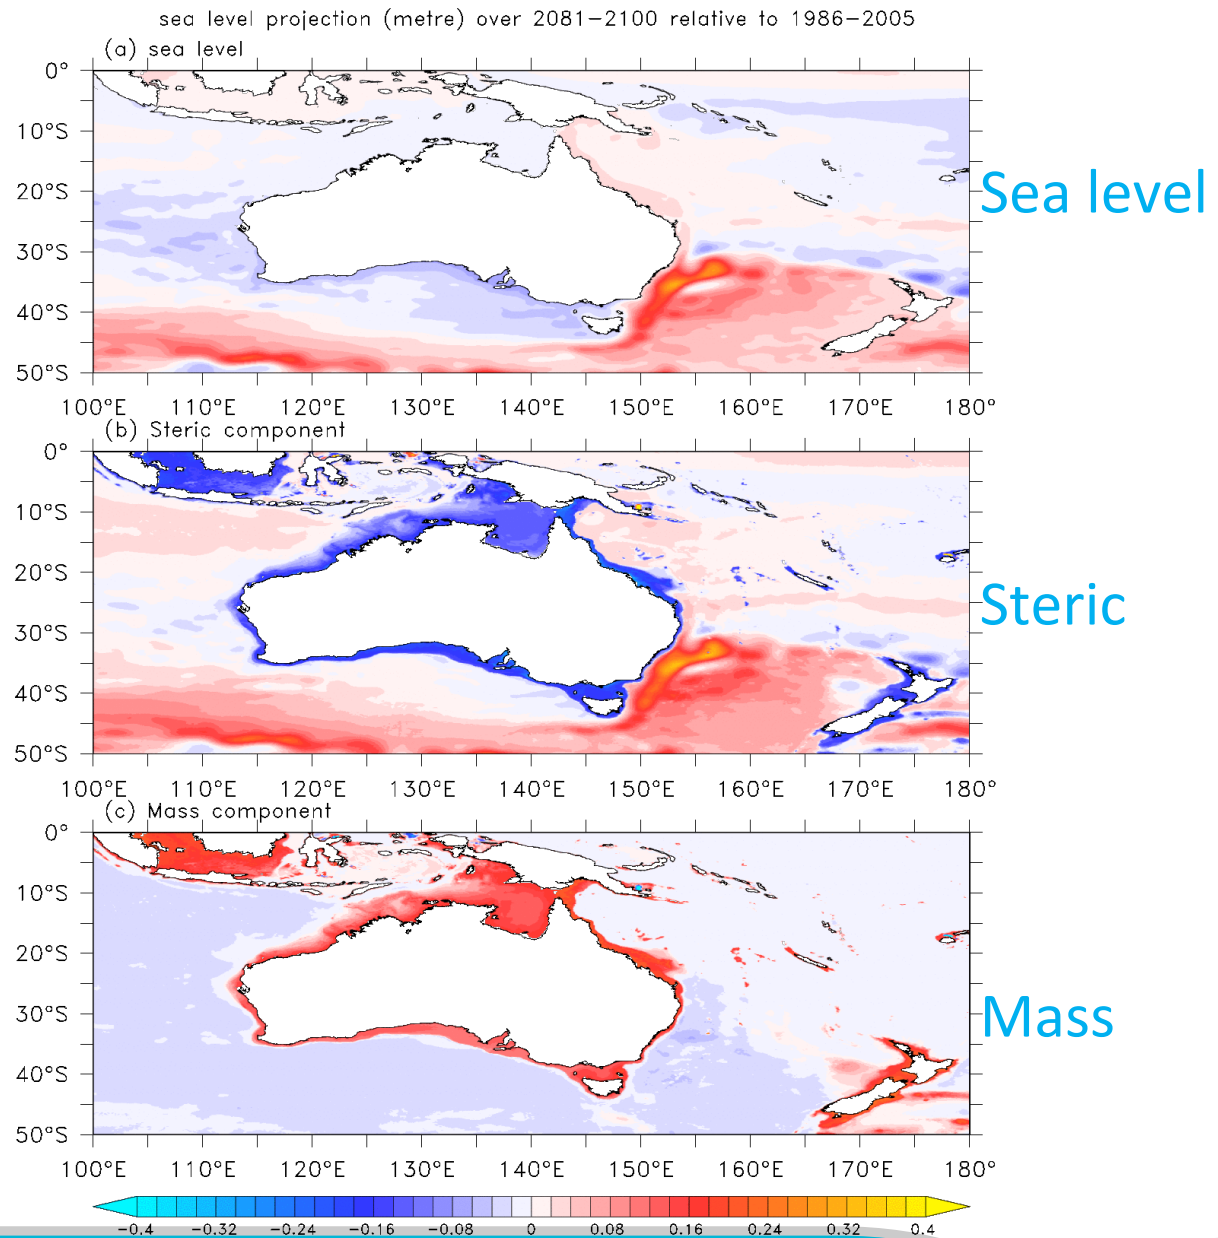 sea level projection (metre) over 2081−2100 relative to 1986−2005
(a) sea level
0°
10°S
20°S
30°S
40°S
50°S
100°E 110°E 120°E 130°E 140°E 150°E 160°E 170°E 180°
Sea level
(b) Steric component
0°
10°S
20°S
30°S
40°S
50°S
100°E 110°E 120°E 130°E 140°E 150°E 160°E 170°E 180°
Steric
(c) Mass component
0°
10°S
20°S
30°S
40°S
50°S
100°E 110°E 120°E 130°E 140°E 150°E 160°E 170°E 180°
Mass
−0.4 −0.32 −0.24 −0.16 −0.08 0 0.08 0.16 0.24 0.32 0.4